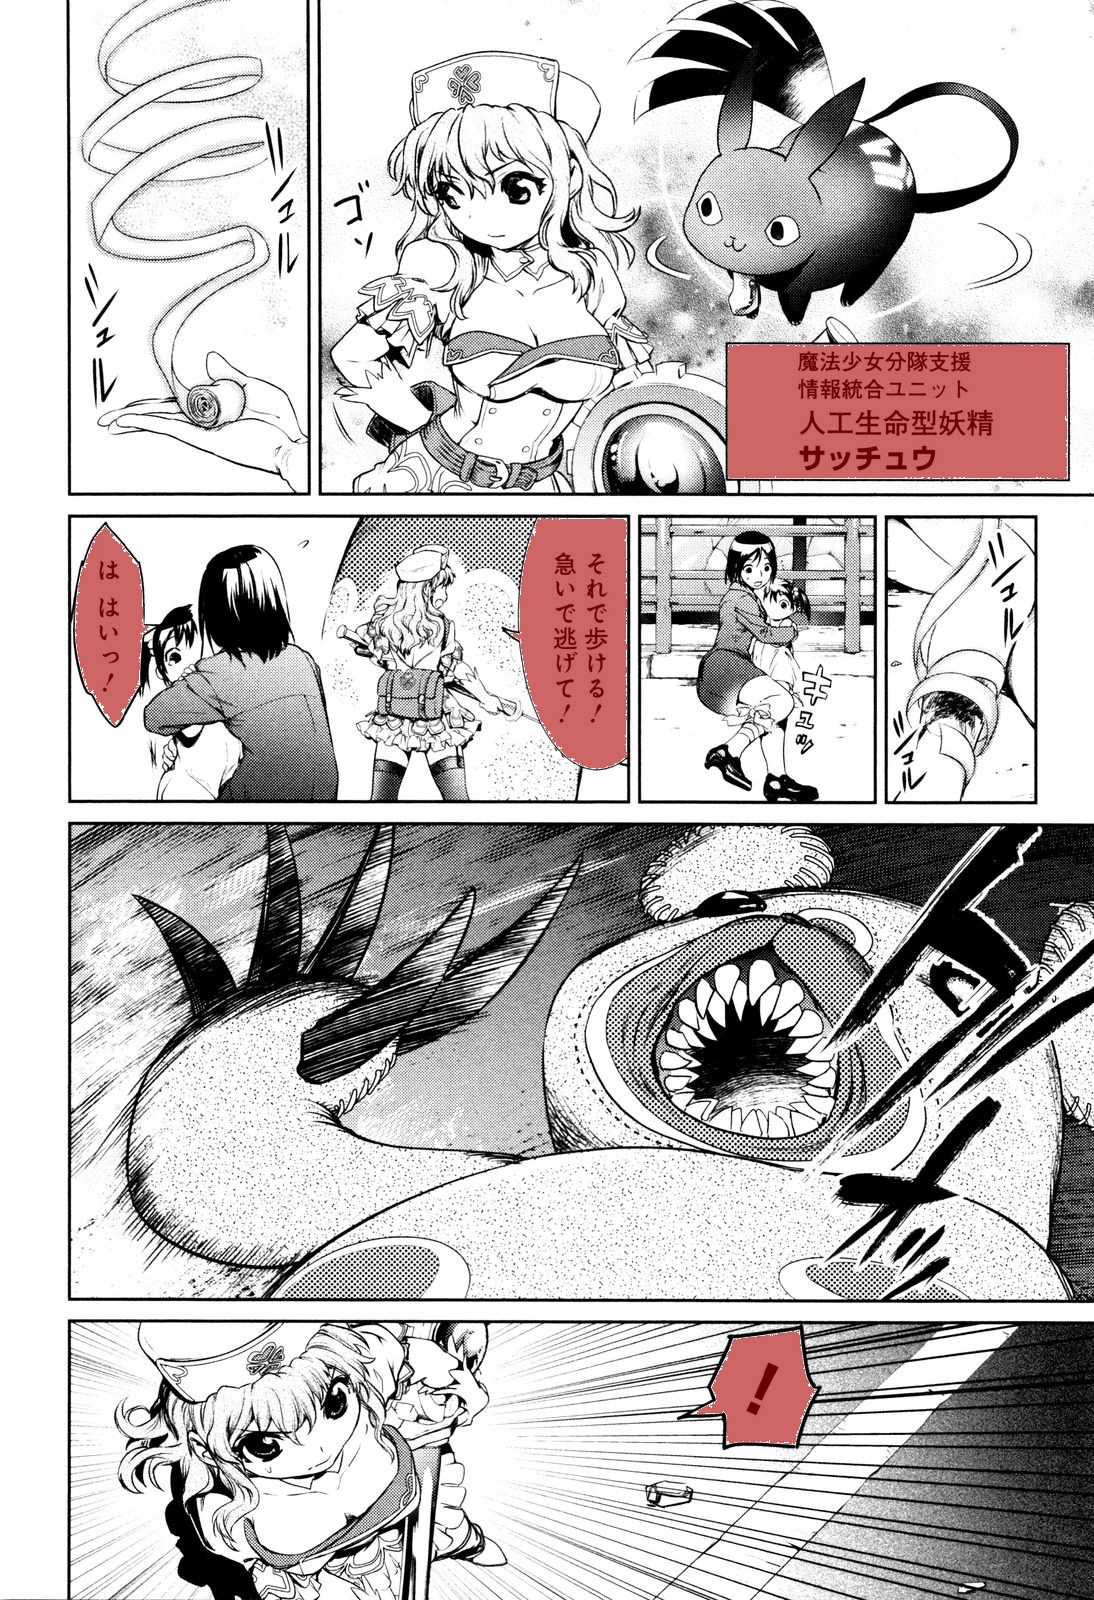 魔法少女分隊支援
情報統合ユニット
人工生命型妖精
サッチュウ
ゴソ
シュル
シュル
シュル
シュル
キュッ
それで歩ける！
急いで逃げて！
は はいっ！
！